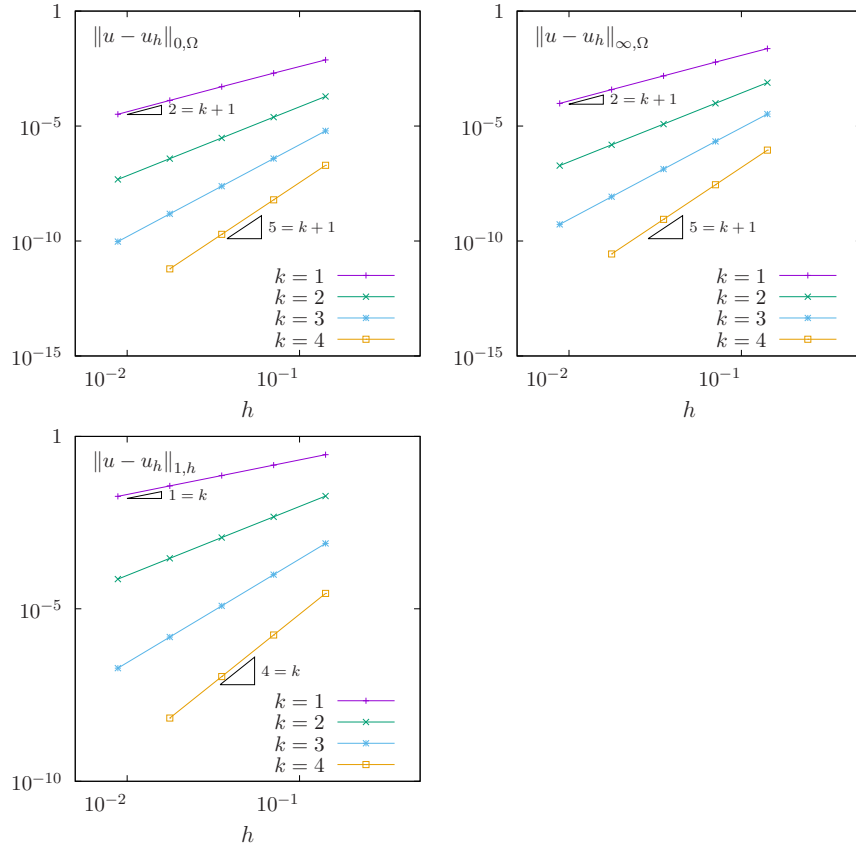 1
‖u − u_h‖_{0,Ω}
2 = k + 1
10^{−5}
5 = k + 1
10^{−10}
k = 1
k = 2
k = 3
k = 4
10^{−15}
10^{−2}
10^{−1}
h
1
‖u − u_h‖_{∞,Ω}
2 = k + 1
10^{−5}
5 = k + 1
10^{−10}
k = 1
k = 2
k = 3
k = 4
10^{−15}
10^{−2}
10^{−1}
h
1
‖u − u_h‖_{1,h}
1 = k
10^{−5}
4 = k
k = 1
k = 2
k = 3
k = 4
10^{−10}
10^{−2}
10^{−1}
h